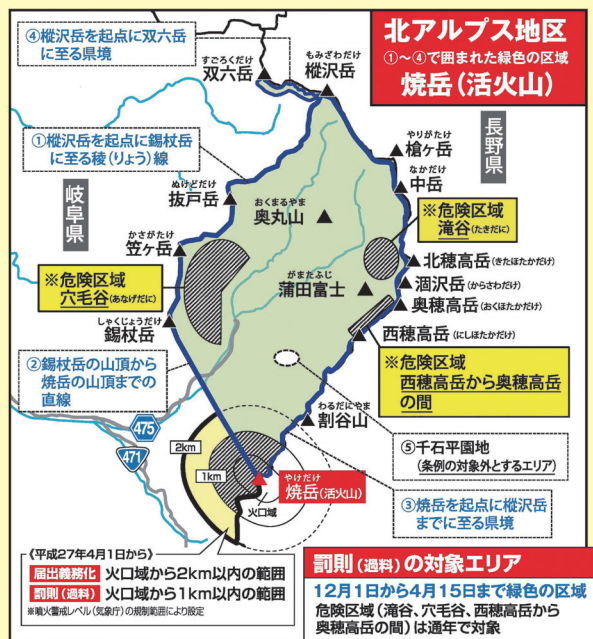 北アルプス地区
①～④で囲まれた緑色の区域
焼岳(活火山)
④樅沢岳を起点に双六岳
に至る県境
すごろくだけ
双六岳
もみざわだけ
樅沢岳
①樅沢岳を起点に錫杖岳
に至る稜(りょう)線
長野県
岐阜県
やりがたけ
槍ヶ岳
なかだけ
中岳
ぬけどだけ
抜戸岳
おくまるやま
奥丸山
※危険区域
滝谷(たきだに)
かさがたけ
笠ヶ岳
※危険区域
穴毛谷(あなげだに)
がまたふじ
蒲田富士
北穂高岳(きたほたかだけ)
涸沢岳(からさわだけ)
奥穂高岳(おくほたかだけ)
しゃくじょうだけ
錫杖岳
西穂高岳(にしほたかだけ)
※危険区域
西穂高岳から奥穂高岳
の間
②錫杖岳の山頂から
焼岳の山頂までの
直線
わるだにやま
割谷山
⑤千石平園地
(条例の対象外とするエリア)
475
471
2km
1km
やけだけ
焼岳(活火山)
火口域
③焼岳を起点に樅沢岳
までに至る県境
《平成27年4月1日から》
届出義務化 火口域から2km以内の範囲
罰則(過料) 火口域から1km以内の範囲
※噴火警戒レベル(気象庁)の規制範囲により設定
罰則(過料)の対象エリア
12月1日から4月15日まで緑色の区域
危険区域(滝谷、穴毛谷、西穂高岳から
奥穂高岳の間)は通年で対象